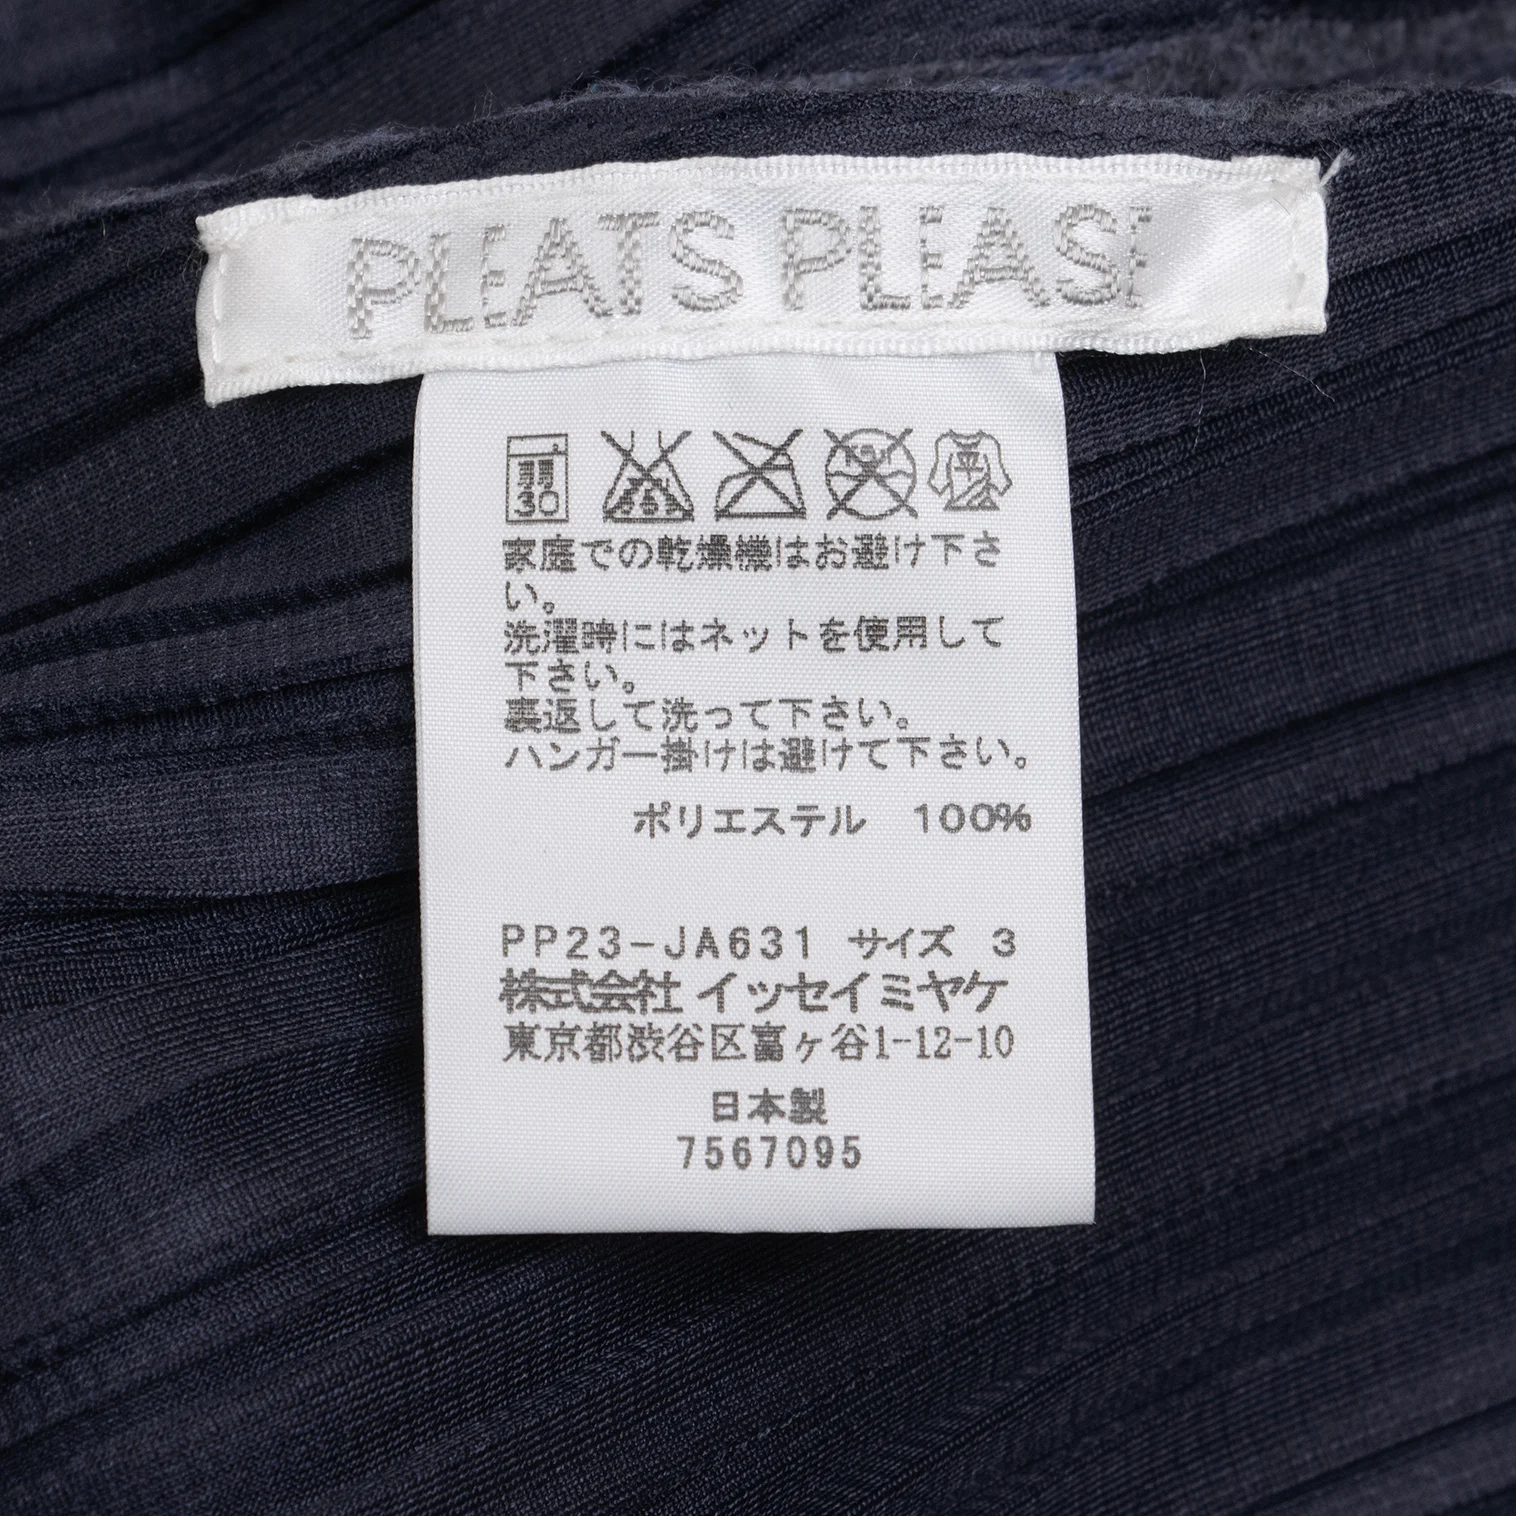 PLEATS PLEASE
弱
30
平
家庭での乾燥機はお避け下さ
い。
洗濯時にはネットを使用して
下さい。
裏返して洗って下さい。
ハンガー掛けは避けて下さい。
ポリエステル 100%
PP23-JA631 サイズ 3
株式会社 イッセイミヤケ
東京都渋谷区富ヶ谷1-12-10
日本製
7567095